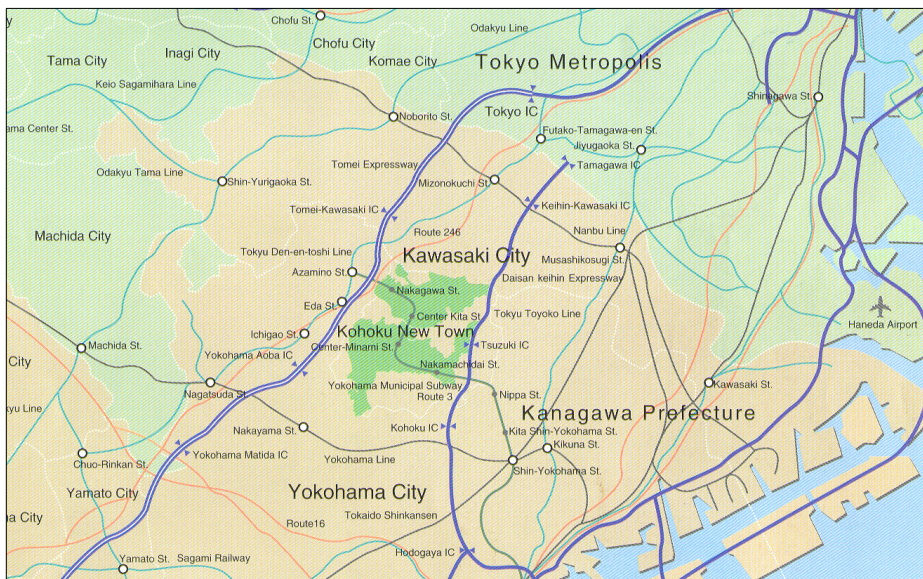 Chofu St.
Odakyu Line
Chofu City
Inagi City
Komae City
Tama City
Tokyo Metropolis
Keio Sagamihara Line
Shinagawa St.
Tokyo IC
Noborito St.
ama Center St.
Futako-Tamagawa-en St.
Jiyugaoka St.
Tomei Expressway
Tamagawa IC
Odakyu Tama Line
Shin-Yurigaoka St.
Mizonokuchi St.
Keihin-Kawasaki IC
Tomei-Kawasaki IC
Nanbu Line
Route 246
Machida City
Musashikosugi St.
Tokyu Den-en-toshi Line
Kawasaki City
Azamino St.
Daisan keihin Expressway
Nakagawa St.
Eda St.
Center Kita St.
Tokyu Toyoko Line
Haneda Airport
Ichigao St.
Kohoku New Town
Machida St.
Center-Minami St.
Tsuzuki IC
City
Yokohama Aoba IC
Nakamachidai St.
Nagatsuda St.
Yokohama Municipal Subway
Route 3
Kawasaki St.
Nippa St.
kyu Line
Kanagawa Prefecture
Nakayama St.
Kohoku IC
Kita Shin-Yokohama St.
Kikuna St.
Yokohama Matida IC
Yokohama Line
Chuo-Rinkan St.
Shin-Yokohama St.
Yamato City
Yokohama City
Tokaido Shinkansen
a City
Route16
Hodogaya IC
Yamato St.
Sagami Railway